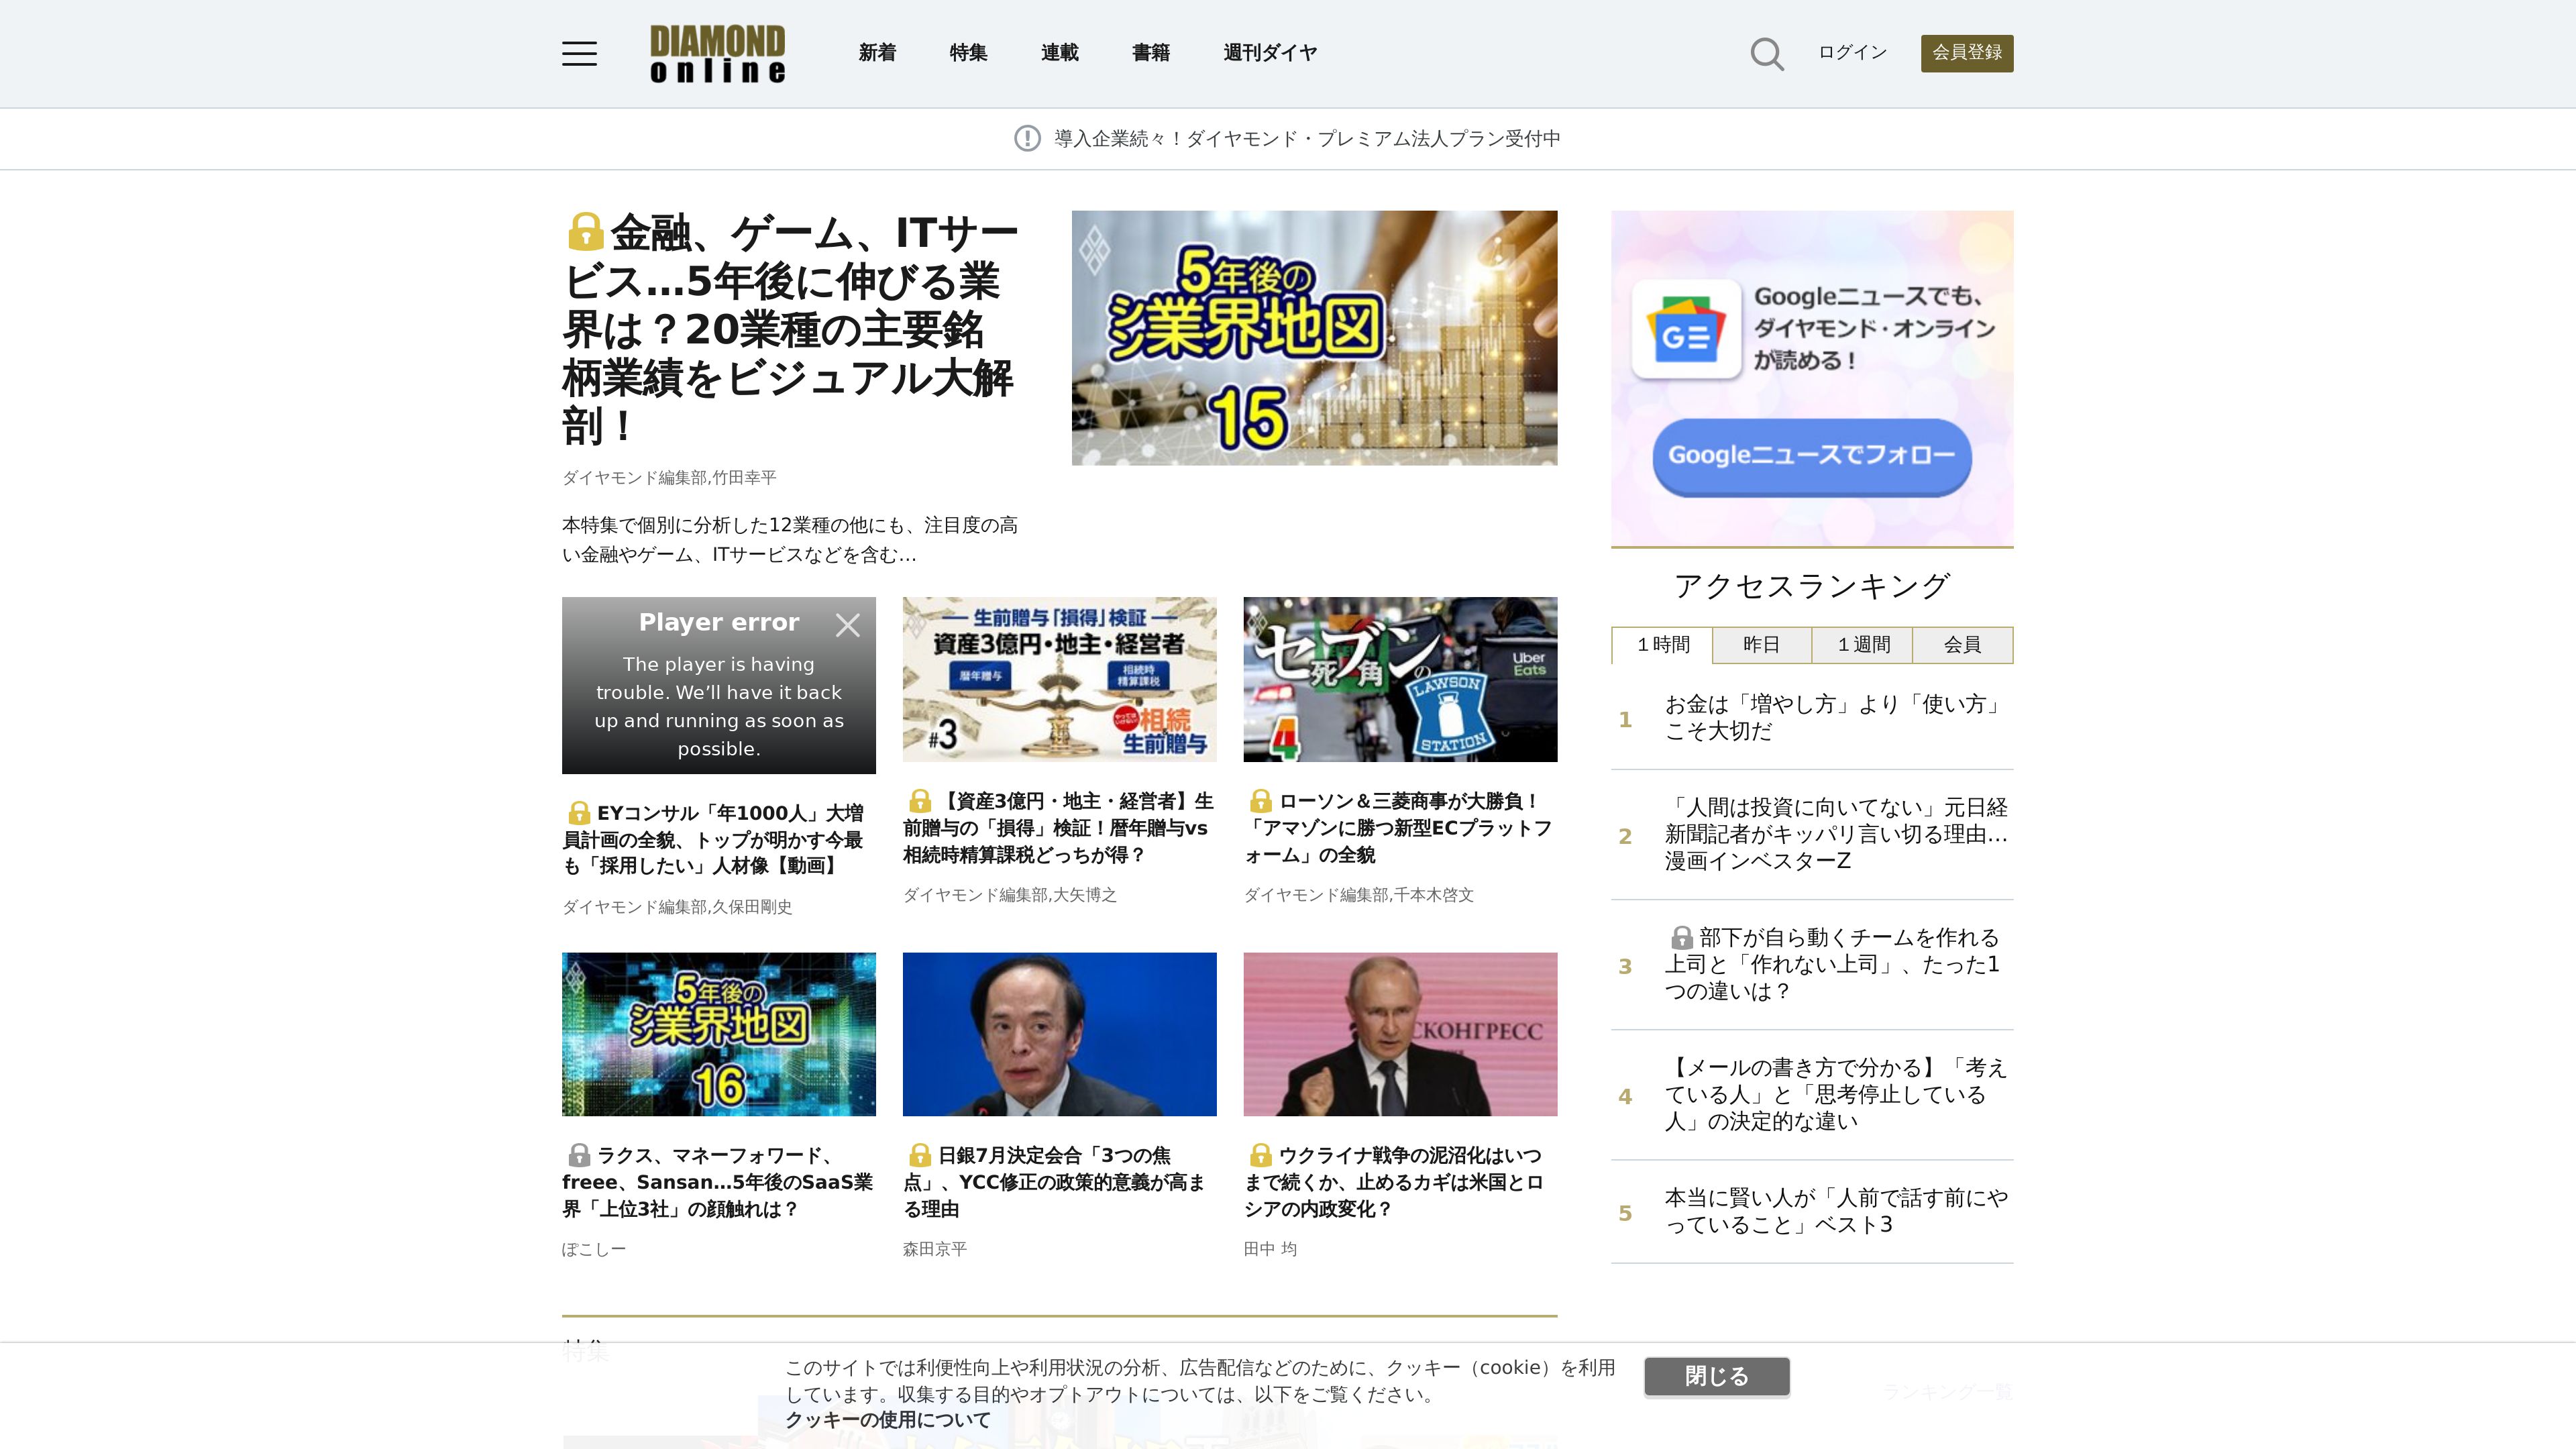 DIAMOND
online
新着
特集
連載
書籍
週刊ダイヤ
ログイン
会員登録
導入企業続々！ダイヤモンド・プレミアム法人プラン受付中
金融、ゲーム、ITサー
ビス…5年後に伸びる業
界は？20業種の主要銘
柄業績をビジュアル大解
剖！
ダイヤモンド編集部,竹田幸平
本特集で個別に分析した12業種の他にも、注目度の高
い金融やゲーム、ITサービスなどを含む…
5年後の
シン業界地図
15
Googleニュースでも、
ダイヤモンド・オンライン
が読める！
Googleニュースでフォロー
Player error
The player is having
trouble. We’ll have it back
up and running as soon as
possible.
EYコンサル「年1000人」大増
員計画の全貌、トップが明かす今最
も「採用したい」人材像【動画】
ダイヤモンド編集部,久保田剛史
生前贈与「損得」検証
資産3億円・地主・経営者
暦年贈与
相続時
精算課税
#3
相続
生前贈与
【資産3億円・地主・経営者】生
前贈与の「損得」検証！暦年贈与vs
相続時精算課税どっちが得？
ダイヤモンド編集部,大矢博之
セブンの
死角
Uber
Eats
LAWSON
STATION
4
ローソン＆三菱商事が大勝負！
「アマゾンに勝つ新型ECプラットフ
ォーム」の全貌
ダイヤモンド編集部,千本木啓文
5年後の
シン業界地図
16
ラクス、マネーフォワード、
freee、Sansan…5年後のSaaS業
界「上位3社」の顔触れは？
ぽこしー
日銀7月決定会合「3つの焦
点」、YCC修正の政策的意義が高ま
る理由
森田京平
СКОНГРЕСС
ウクライナ戦争の泥沼化はいつ
まで続くか、止めるカギは米国とロ
シアの内政変化？
田中 均
アクセスランキング
１時間
昨日
１週間
会員
1
お金は「増やし方」より「使い方」
こそ大切だ
2
「人間は投資に向いてない」元日経
新聞記者がキッパリ言い切る理由…
漫画インベスターZ
3
部下が自ら動くチームを作れる
上司と「作れない上司」、たった1
つの違いは？
4
【メールの書き方で分かる】「考え
ている人」と「思考停止している
人」の決定的な違い
5
本当に賢い人が「人前で話す前にや
っていること」ベスト3
特集
ランキング一覧
このサイトでは利便性向上や利用状況の分析、広告配信などのために、クッキー（cookie）を利用
しています。収集する目的やオプトアウトについては、以下をご覧ください。
クッキーの使用について
閉じる